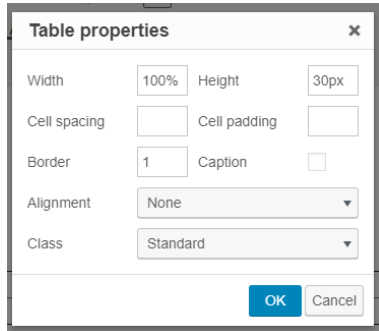 Table properties ×
Width 100% Height 30px
Cell spacing Cell padding
Border 1 Caption
Alignment None
Class Standard
OK Cancel